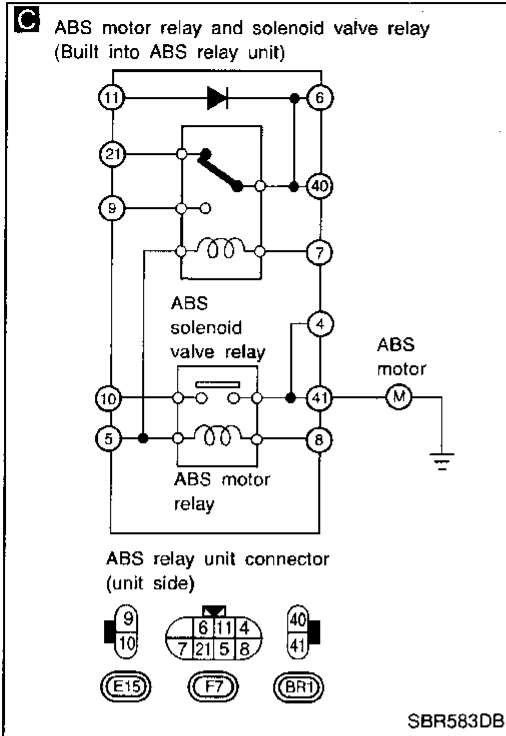 C ABS motor relay and solenoid valve relay
(Built into ABS relay unit)
11 6
21
40
9
7
ABS
solenoid
valve relay
4
ABS
motor
10 41 M
5 8
ABS motor
relay
ABS relay unit connector
(unit side)
9 6 11 4 40
10 7 21 5 8 41
E15 F7 BR1
SBR583DB